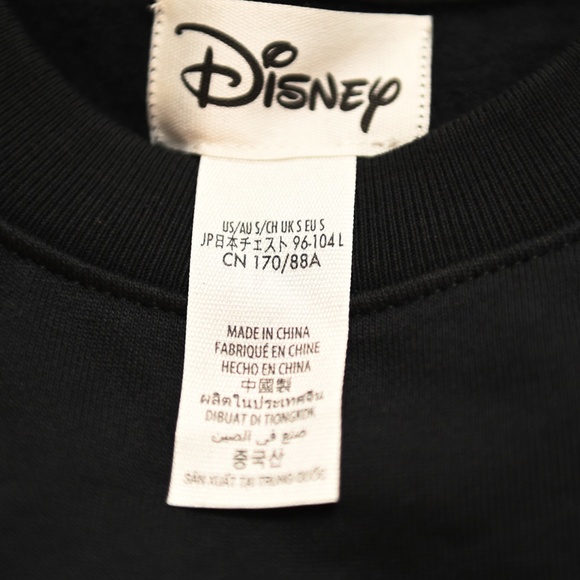 Disney
US/AU S/CH UK S EU S
JP日本チェスト 96-104 L
CN 170/88A
MADE IN CHINA
FABRIQUÉ EN CHINE
HECHO EN CHINA
中國製
ผลิตในประเทศจีน
DIBUAT DI TIONGKOK
صنع في الصين
중국산
SẢN XUẤT TẠI TRUNG QUỐC